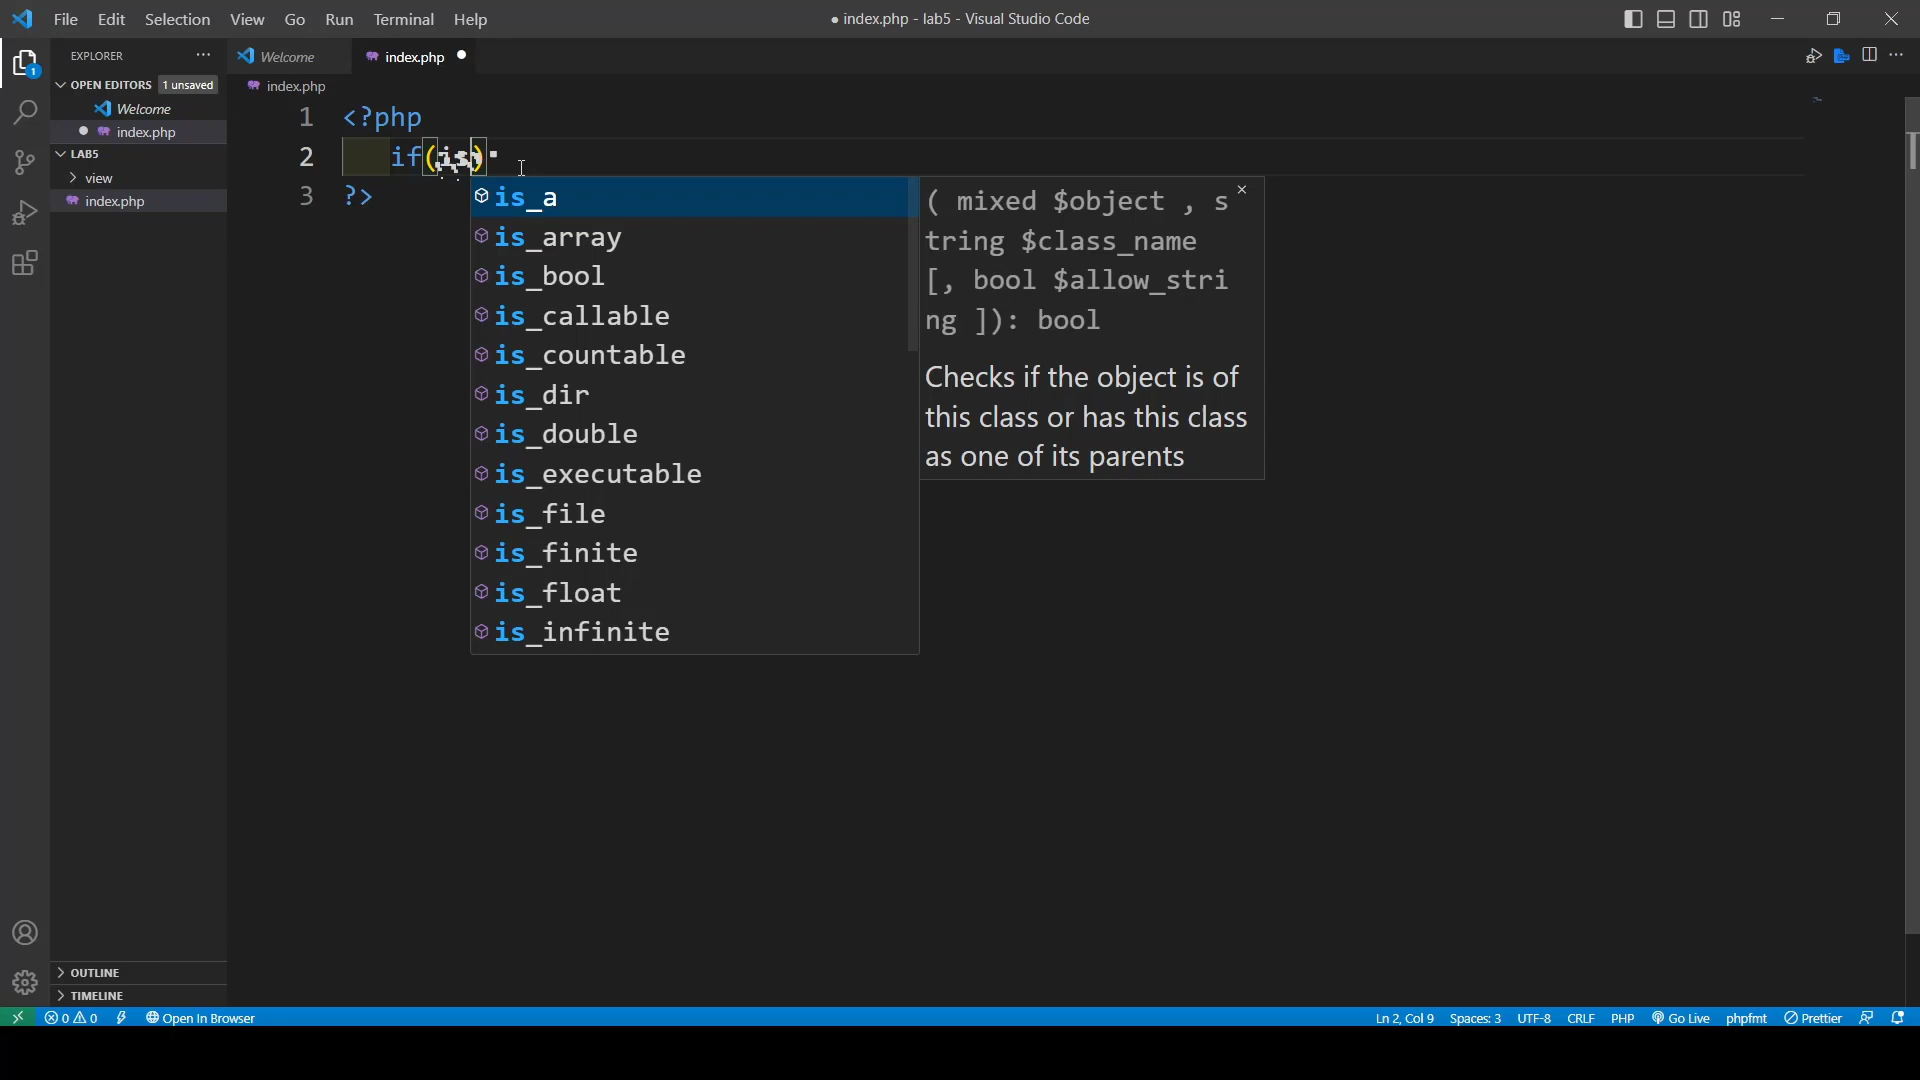 File Edit Selection View Go Run Terminal Help
● index.php - lab5 - Visual Studio Code
EXPLORER
Welcome
index.php
OPEN EDITORS 1 unsaved
Welcome
index.php
LAB5
view
index.php
OUTLINE
TIMELINE
index.php
1 <?php
2 if(is)
3 ?>
is_a
is_array
is_bool
is_callable
is_countable
is_dir
is_double
is_executable
is_file
is_finite
is_float
is_infinite
( mixed $object , s
tring $class_name
[, bool $allow_stri
ng ]): bool
Checks if the object is of
this class or has this class
as one of its parents
1
0 0 Open In Browser
Ln 2, Col 9 Spaces: 3 UTF-8 CRLF PHP Go Live phpfmt Prettier